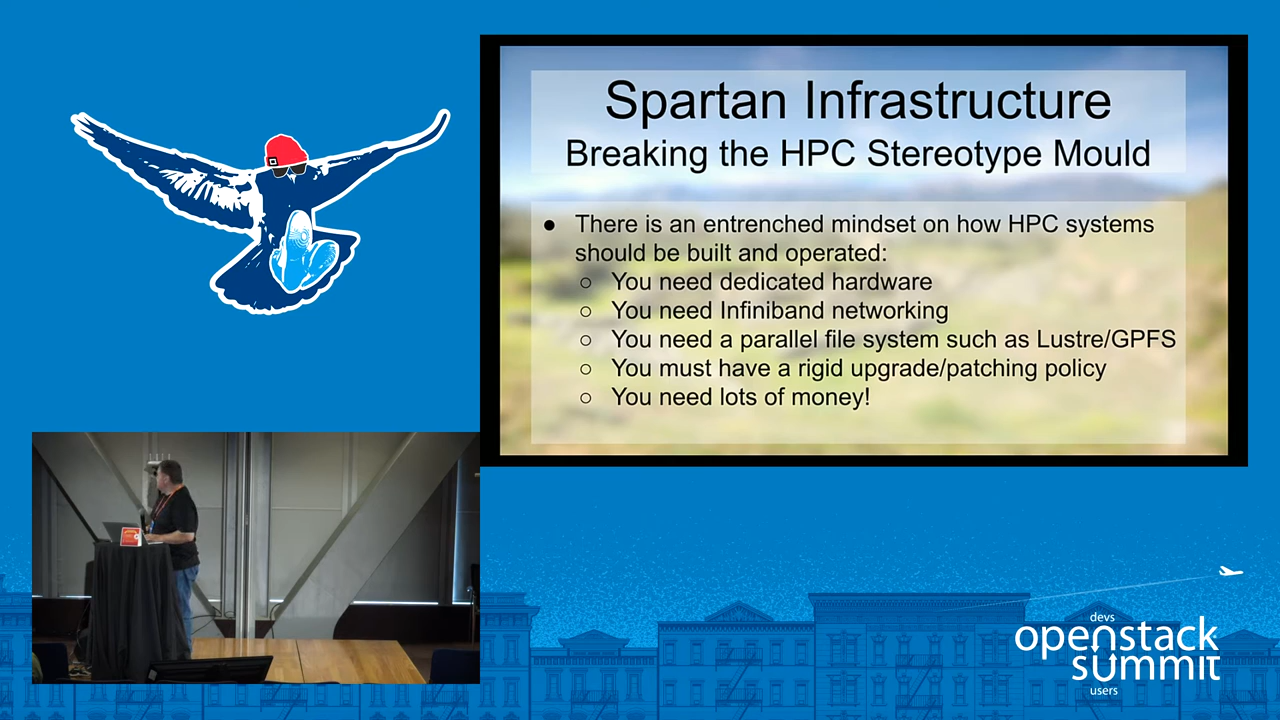 Spartan Infrastructure
Breaking the HPC Stereotype Mould
● There is an entrenched mindset on how HPC systems
should be built and operated:
○ You need dedicated hardware
○ You need Infiniband networking
○ You need a parallel file system such as Lustre/GPFS
○ You must have a rigid upgrade/patching policy
○ You need lots of money!
devs
openstack
summit
users